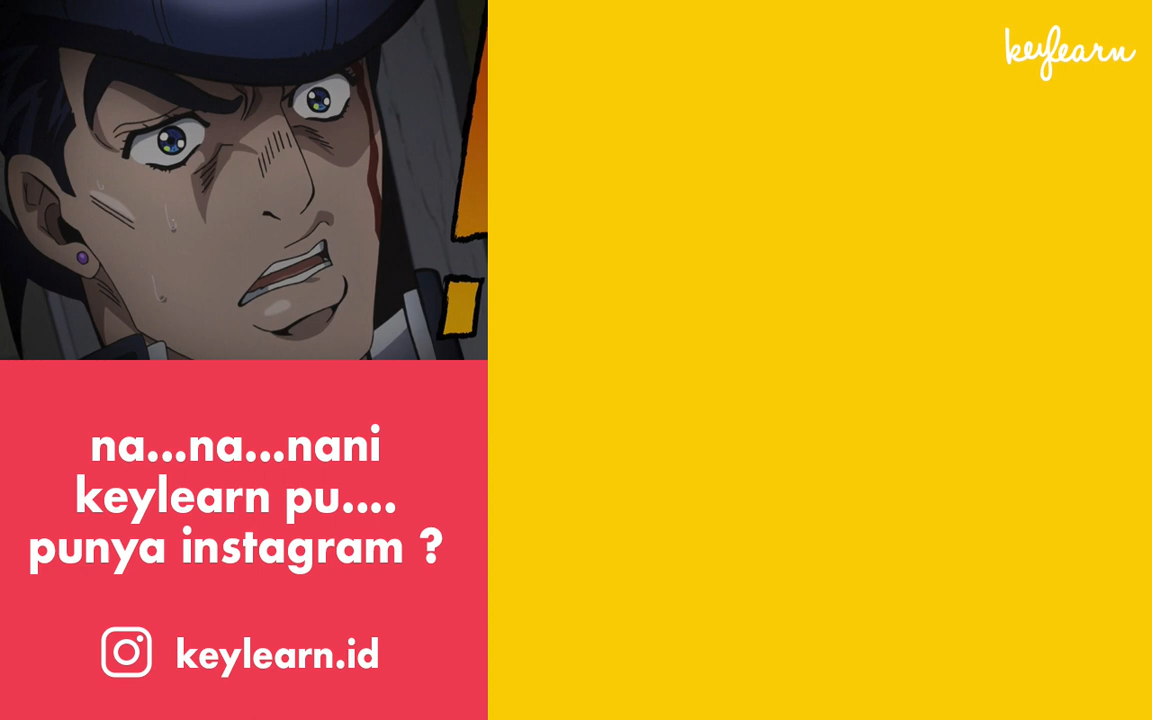 keylearn
na...na...nani
keylearn pu....
punya instagram ?
keylearn.id